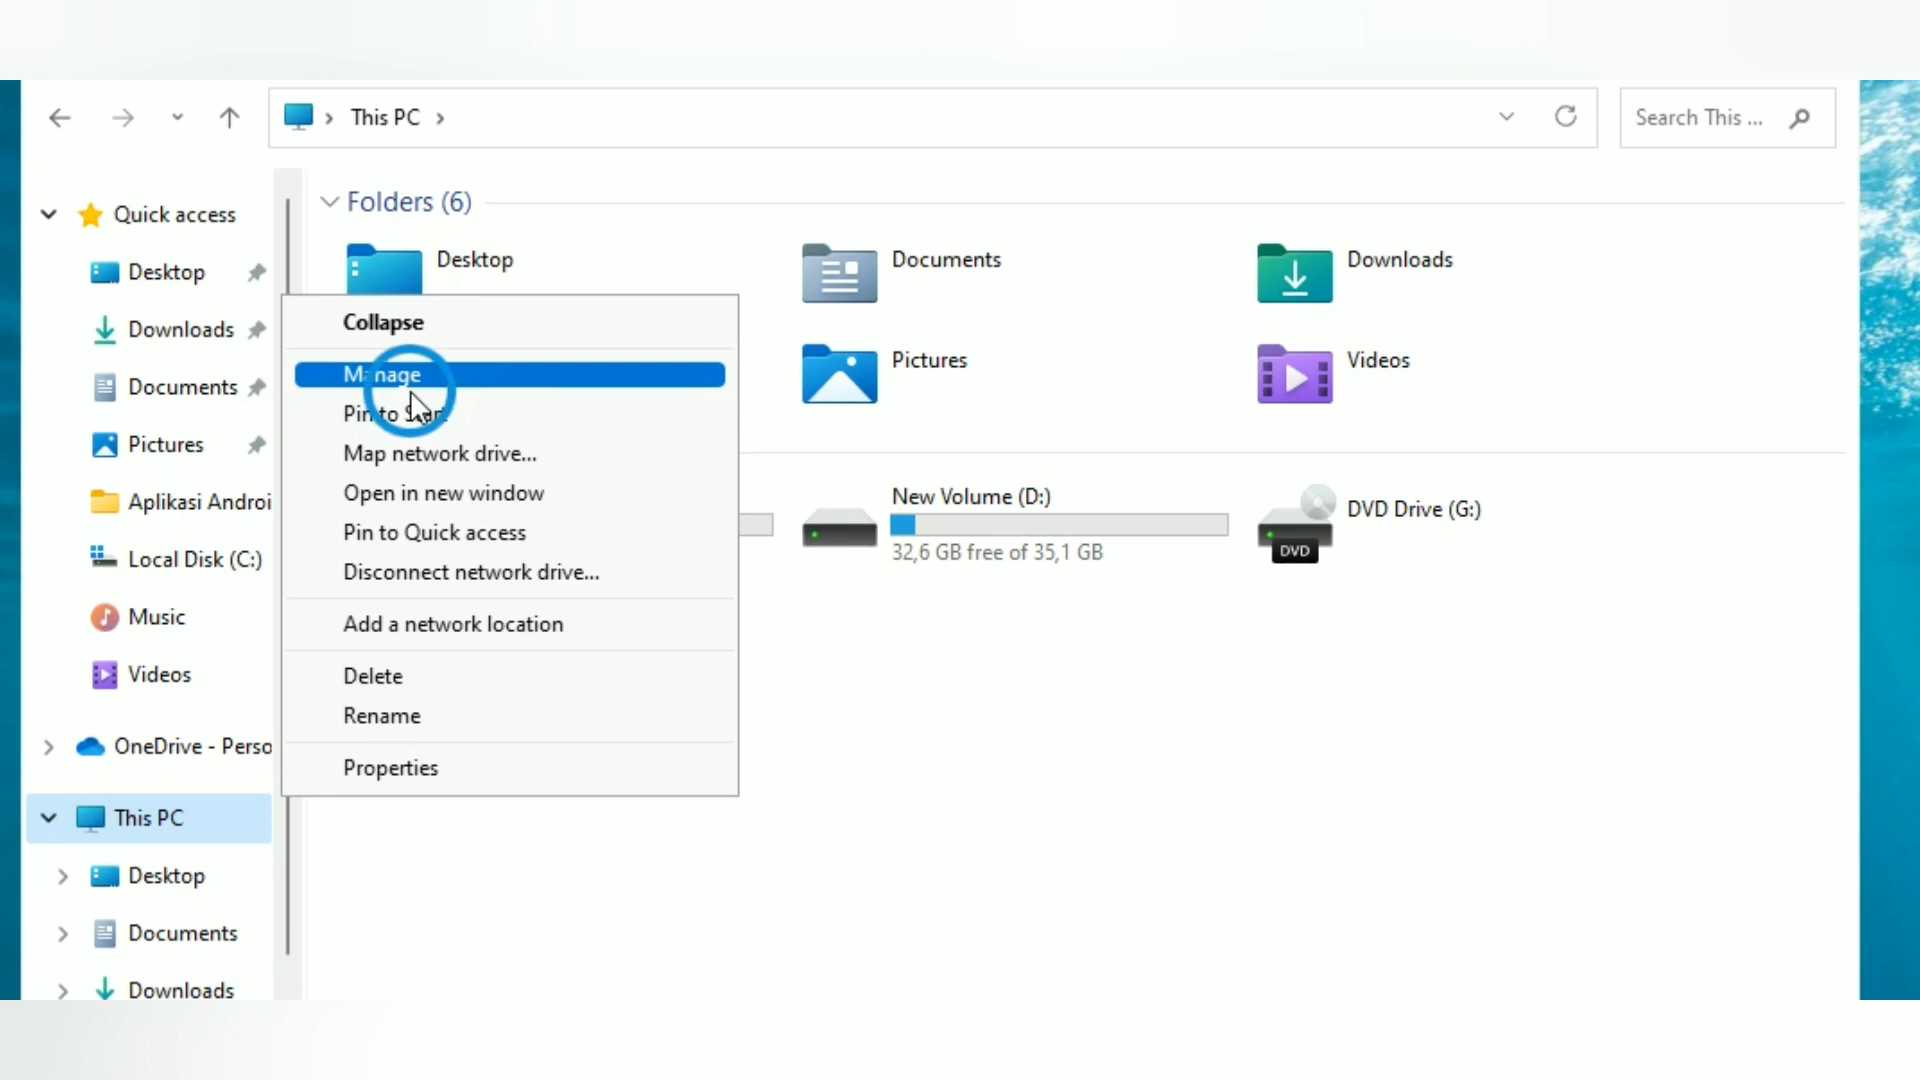 This PC
Search This ...
Quick access
Desktop
Downloads
Documents
Pictures
Aplikasi Androi
Local Disk (C:)
Music
Videos
OneDrive - Perso
This PC
Desktop
Documents
Downloads
Folders (6)
Desktop
Documents
Downloads
Pictures
Videos
Collapse
Manage
Pin to Start
Map network drive...
Open in new window
Pin to Quick access
Disconnect network drive...
Add a network location
Delete
Rename
Properties
New Volume (D:)
32,6 GB free of 35,1 GB
DVD Drive (G:)
DVD